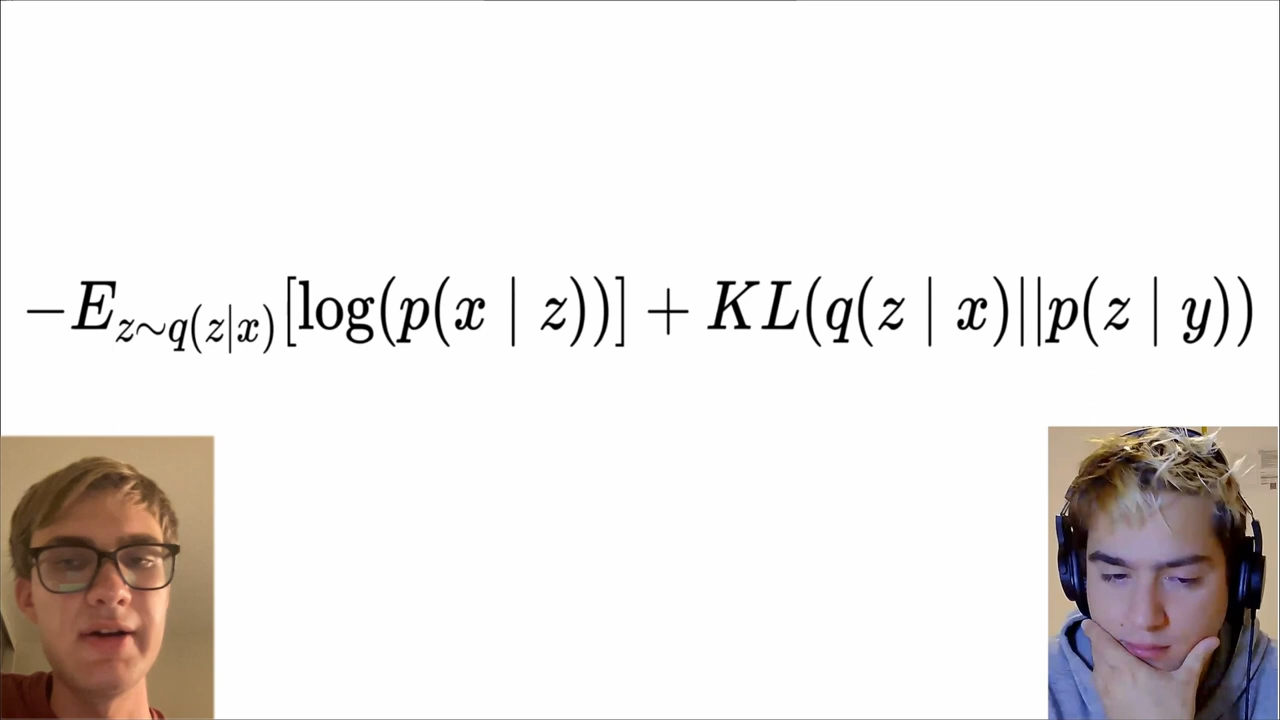 −E_{z∼q(z|x)}[log(p(x | z))] + KL(q(z | x)||p(z | y))